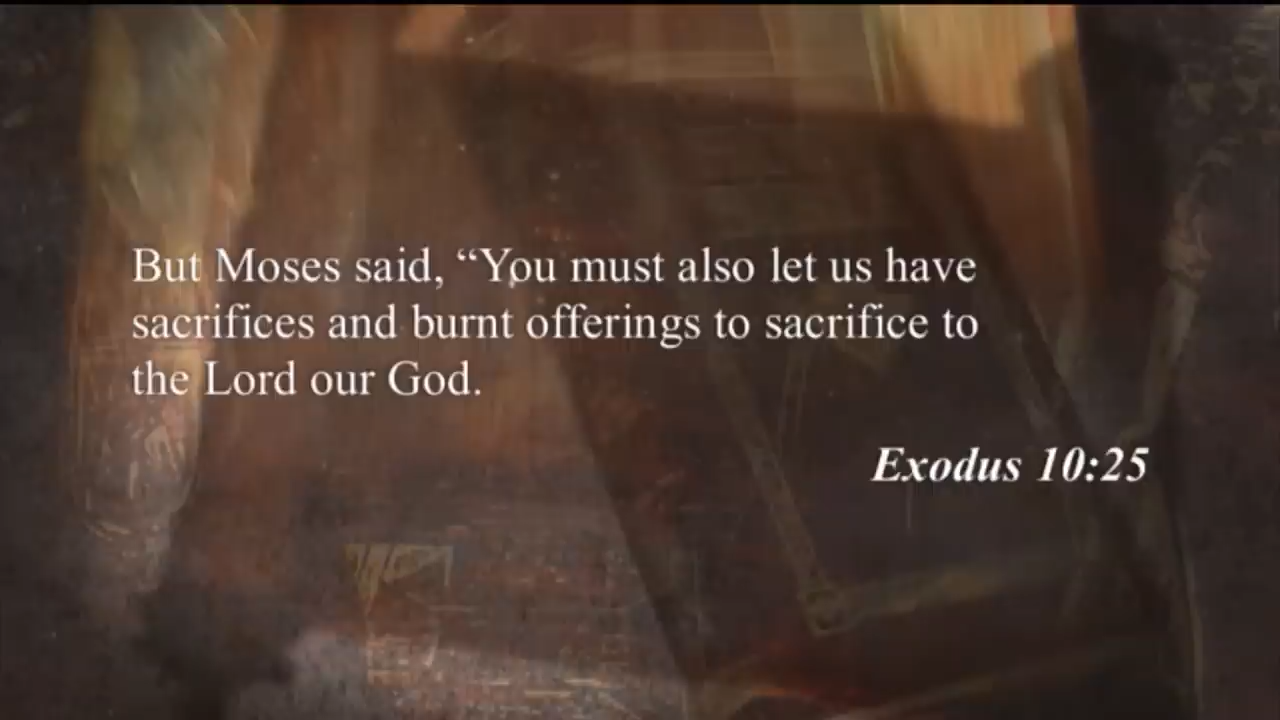 But Moses said, “You must also let us have
sacrifices and burnt offerings to sacrifice to
the Lord our God.
Exodus 10:25